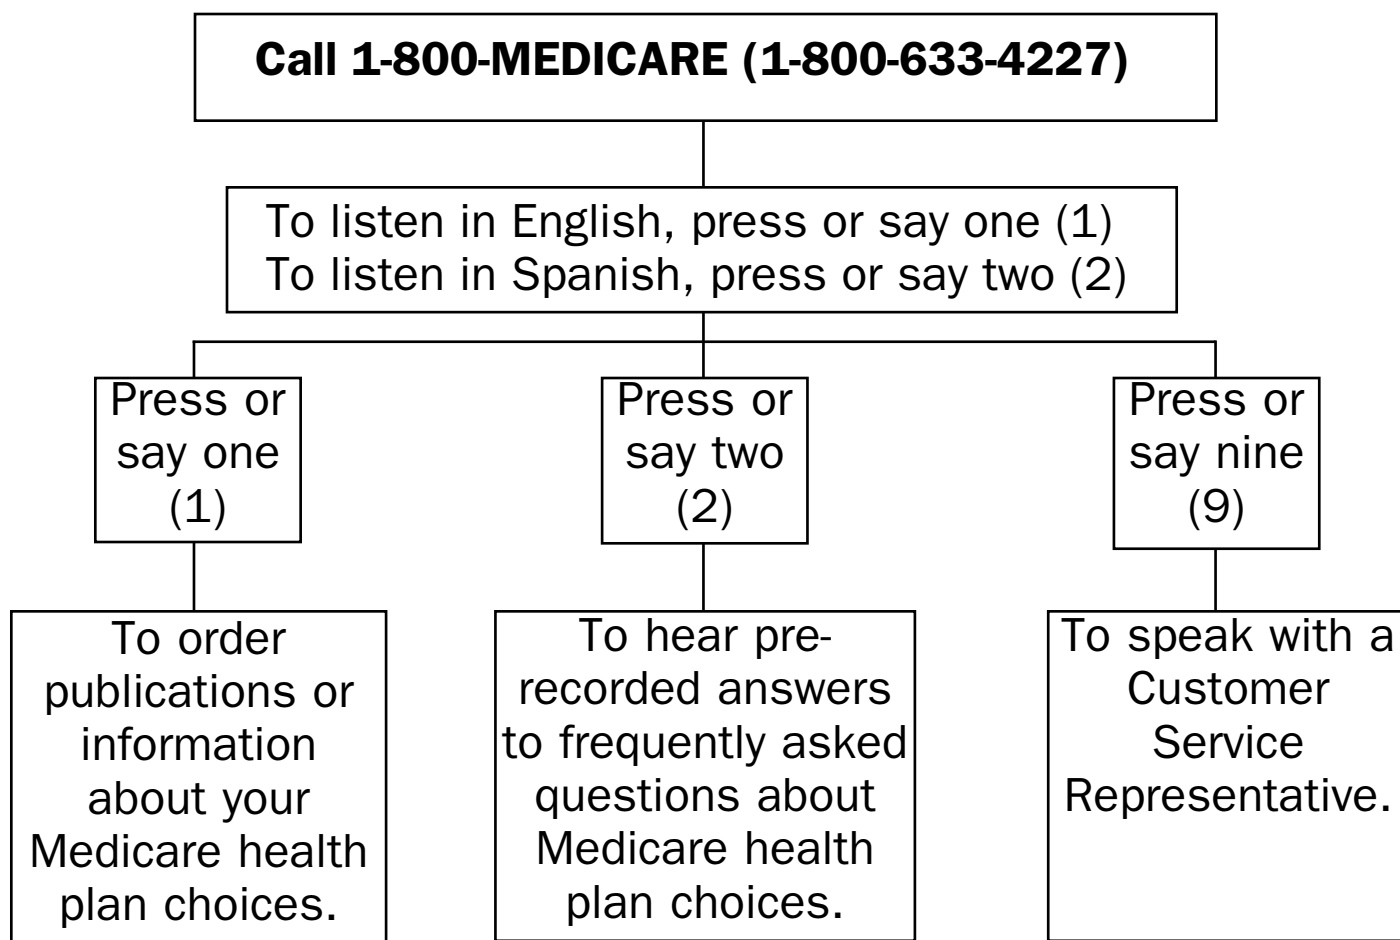 Call 1-800-MEDICARE (1-800-633-4227)
To listen in English, press or say one (1)
To listen in Spanish, press or say two (2)
Press or
say one
(1)
Press or
say two
(2)
Press or
say nine
(9)
To order
publications or
information
about your
Medicare health
plan choices.
To hear pre-
recorded answers
to frequently asked
questions about
Medicare health
plan choices.
To speak with a
Customer
Service
Representative.